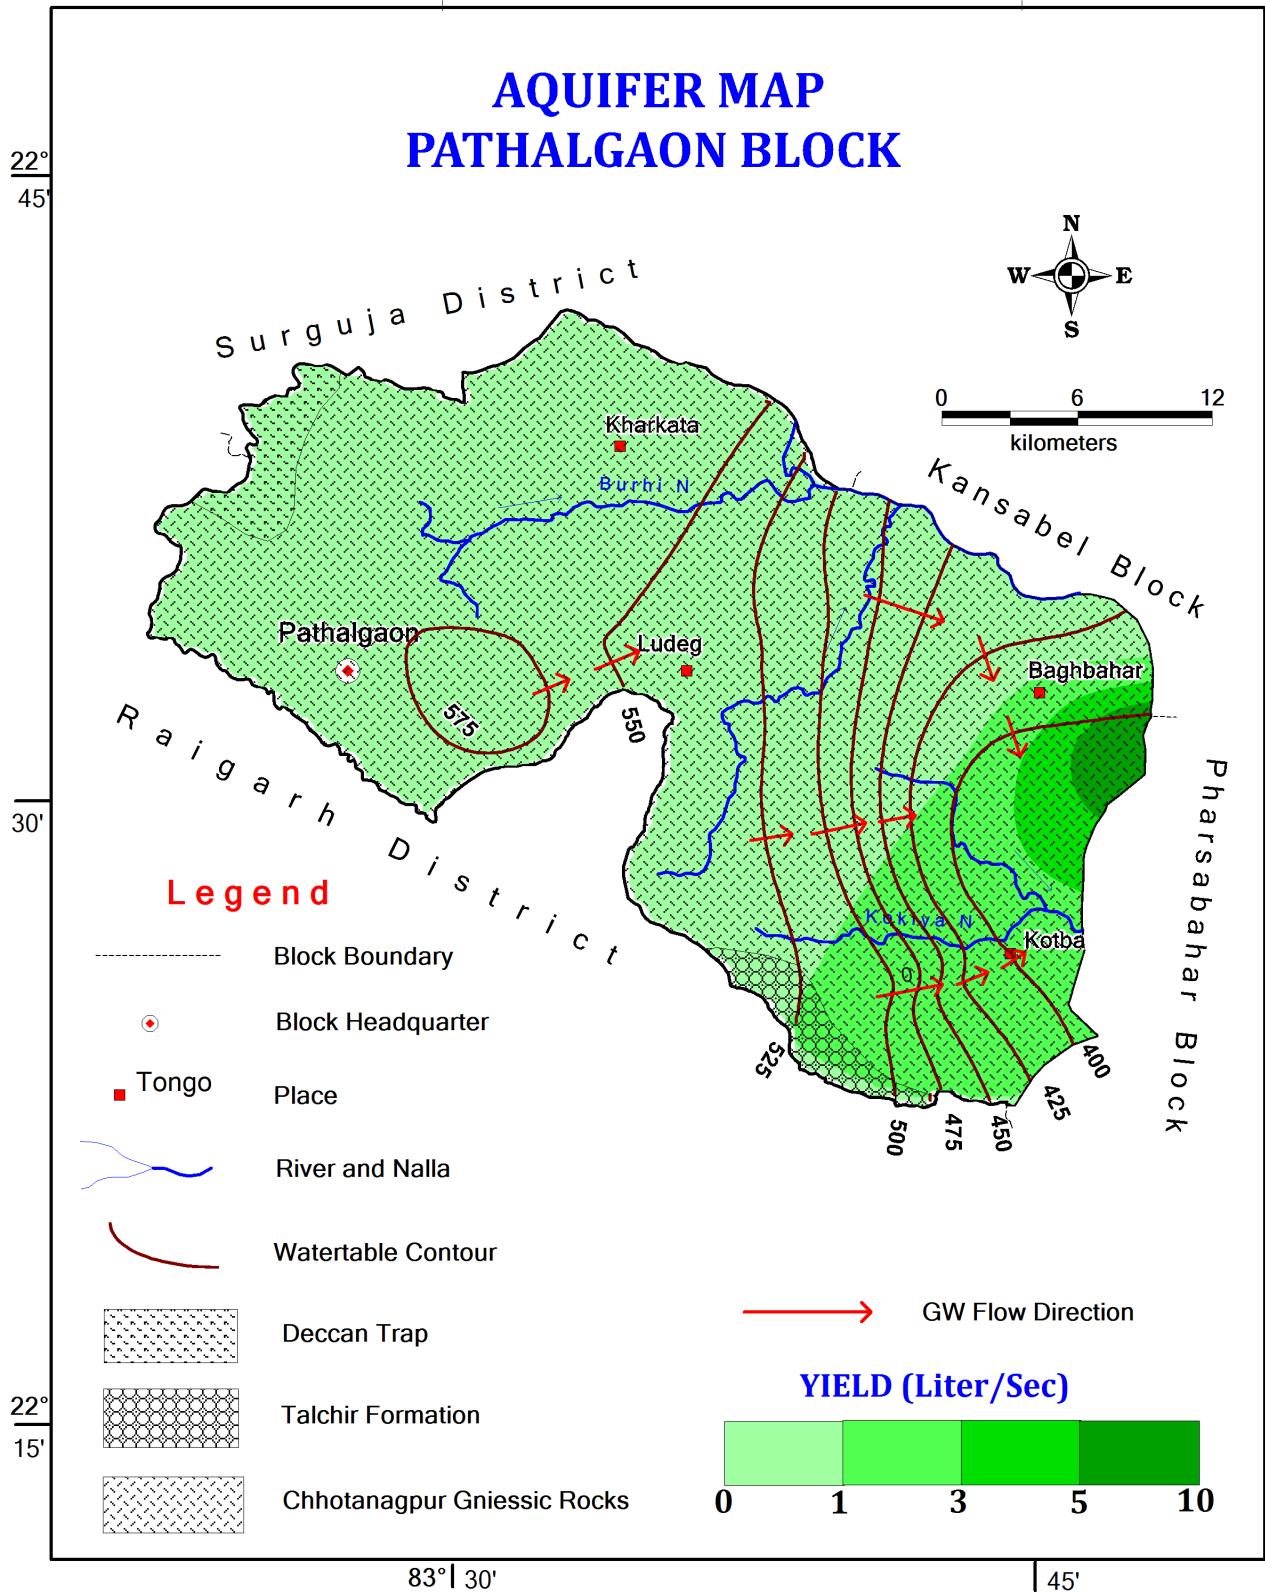 AQUIFER MAP
PATHALGAON BLOCK
22°
45'
N
W E
S
Surguja District
0 6 12
kilometers
Kharkata
Kansabel Block
Burhi N
Pathalgaon
Ludeg
Baghbahar
575
550
Raigarh District
30'
Pharsabahar Block
Legend
Kokiya N
Kotba
0
Block Boundary
Block Headquarter
525
400
425
500
475
450
Tongo
Place
River and Nalla
Watertable Contour
GW Flow Direction
Deccan Trap
YIELD (Liter/Sec)
Talchir Formation
22°
15'
Chhotanagpur Gniessic Rocks
0 1 3 5 10
83° 30' 45'